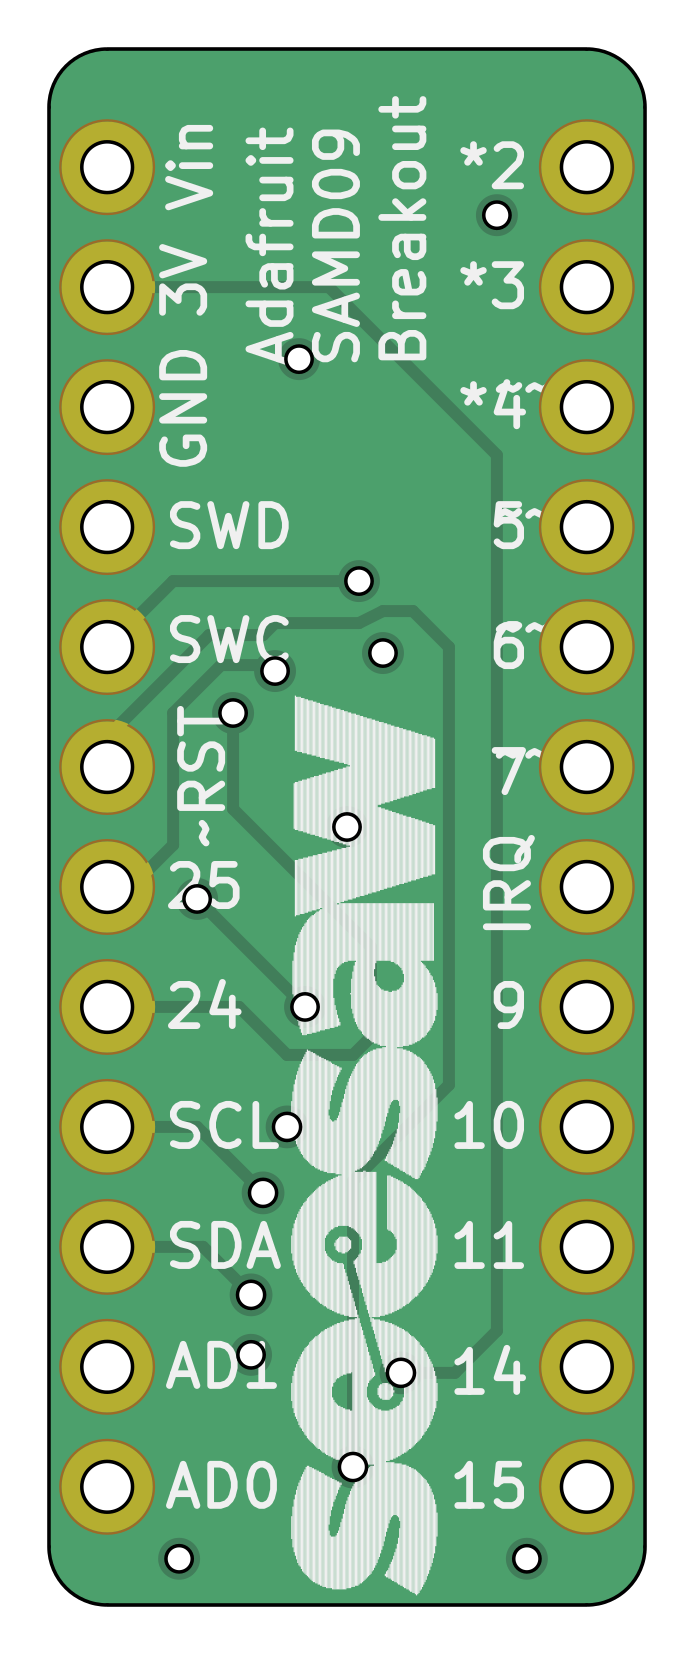 Adafruit
SAMD09
Breakout
Vin
3V
GND
SWD
SWC
~RST
25
24
SCL
SDA
AD1
AD0
*2
*3
*4~
5~
6~
7~
IRQ
9
10
11
14
15
seesaw